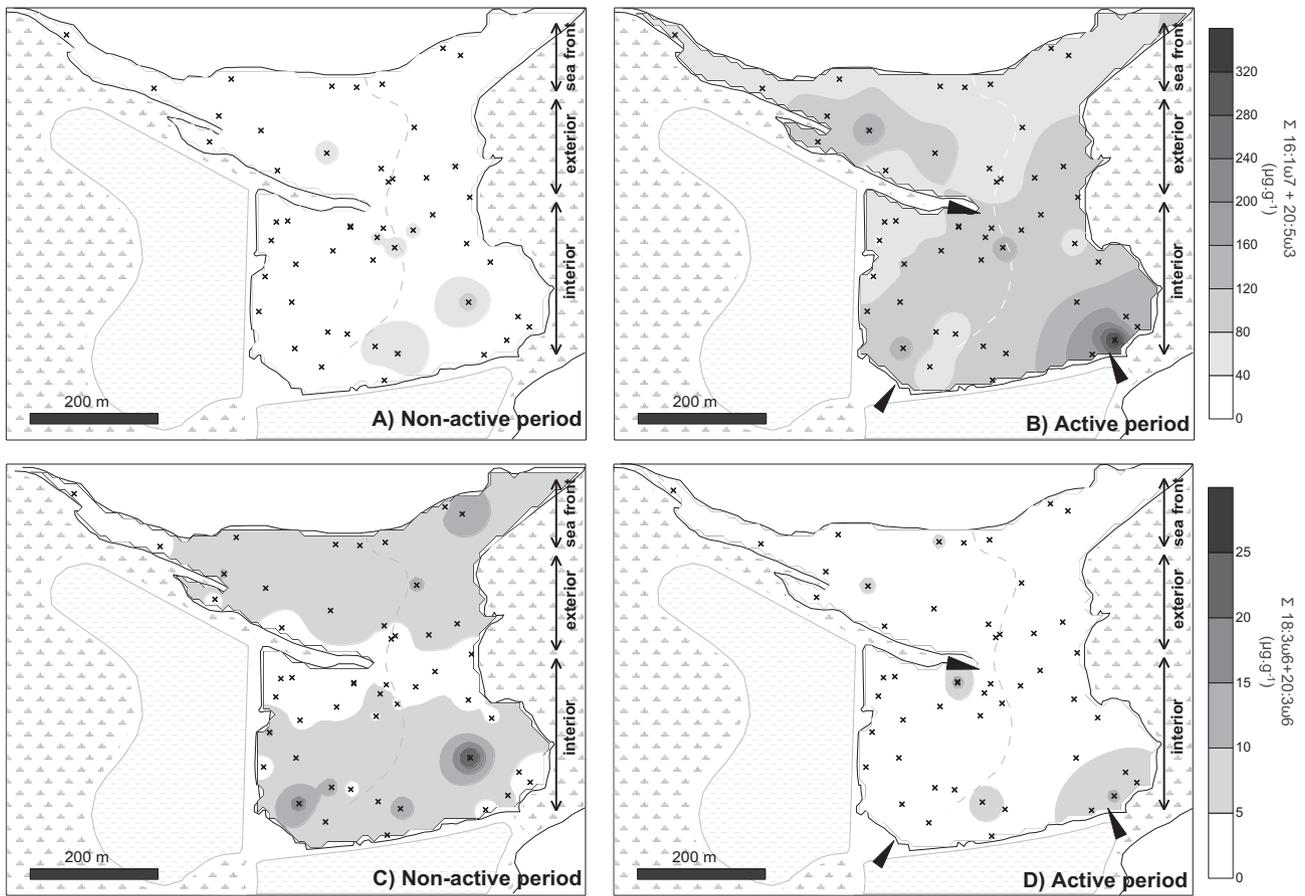 sea front
exterior
interior
200 m
A) Non-active period
sea front
exterior
interior
200 m
B) Active period
320
280
240
200
160
120
80
40
0
Σ 16:1ω7 + 20:5ω3
(µg.g⁻¹)
sea front
exterior
interior
200 m
C) Non-active period
sea front
exterior
interior
200 m
D) Active period
25
20
15
10
5
0
Σ 18:3ω6+20:3ω6
(µg.g⁻¹)